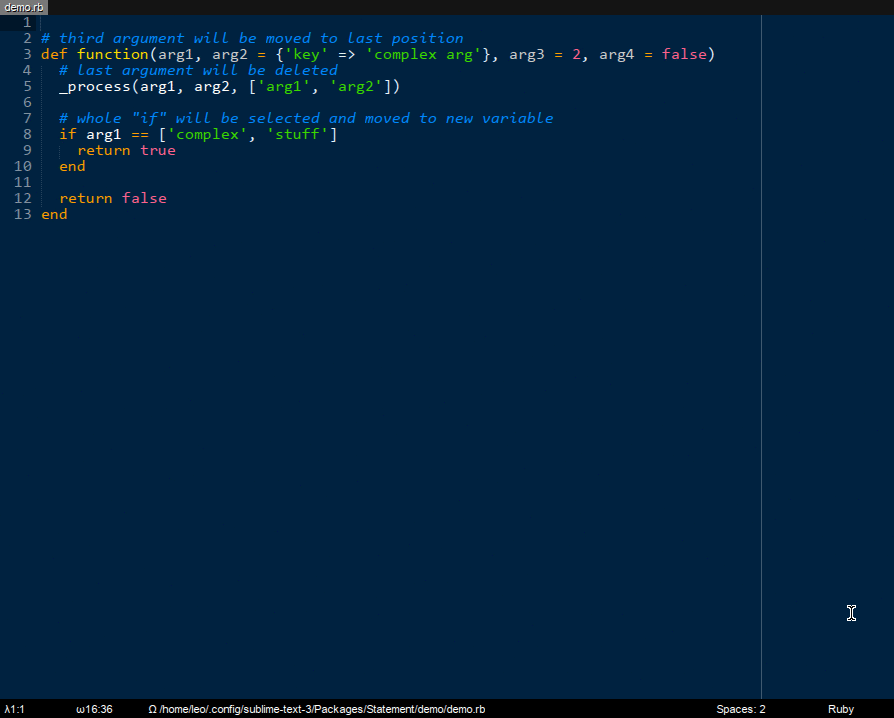 demo.rb
1
2 # third argument will be moved to last position
3 def function(arg1, arg2 = {'key' => 'complex arg'}, arg3 = 2, arg4 = false)
4   # last argument will be deleted
5   _process(arg1, arg2, ['arg1', 'arg2'])
6
7   # whole "if" will be selected and moved to new variable
8   if arg1 == ['complex', 'stuff']
9     return true
10   end
11
12   return false
13 end
λ1:1 ω16:36 Ω /home/leo/.config/sublime-text-3/Packages/Statement/demo/demo.rb Spaces: 2 Ruby